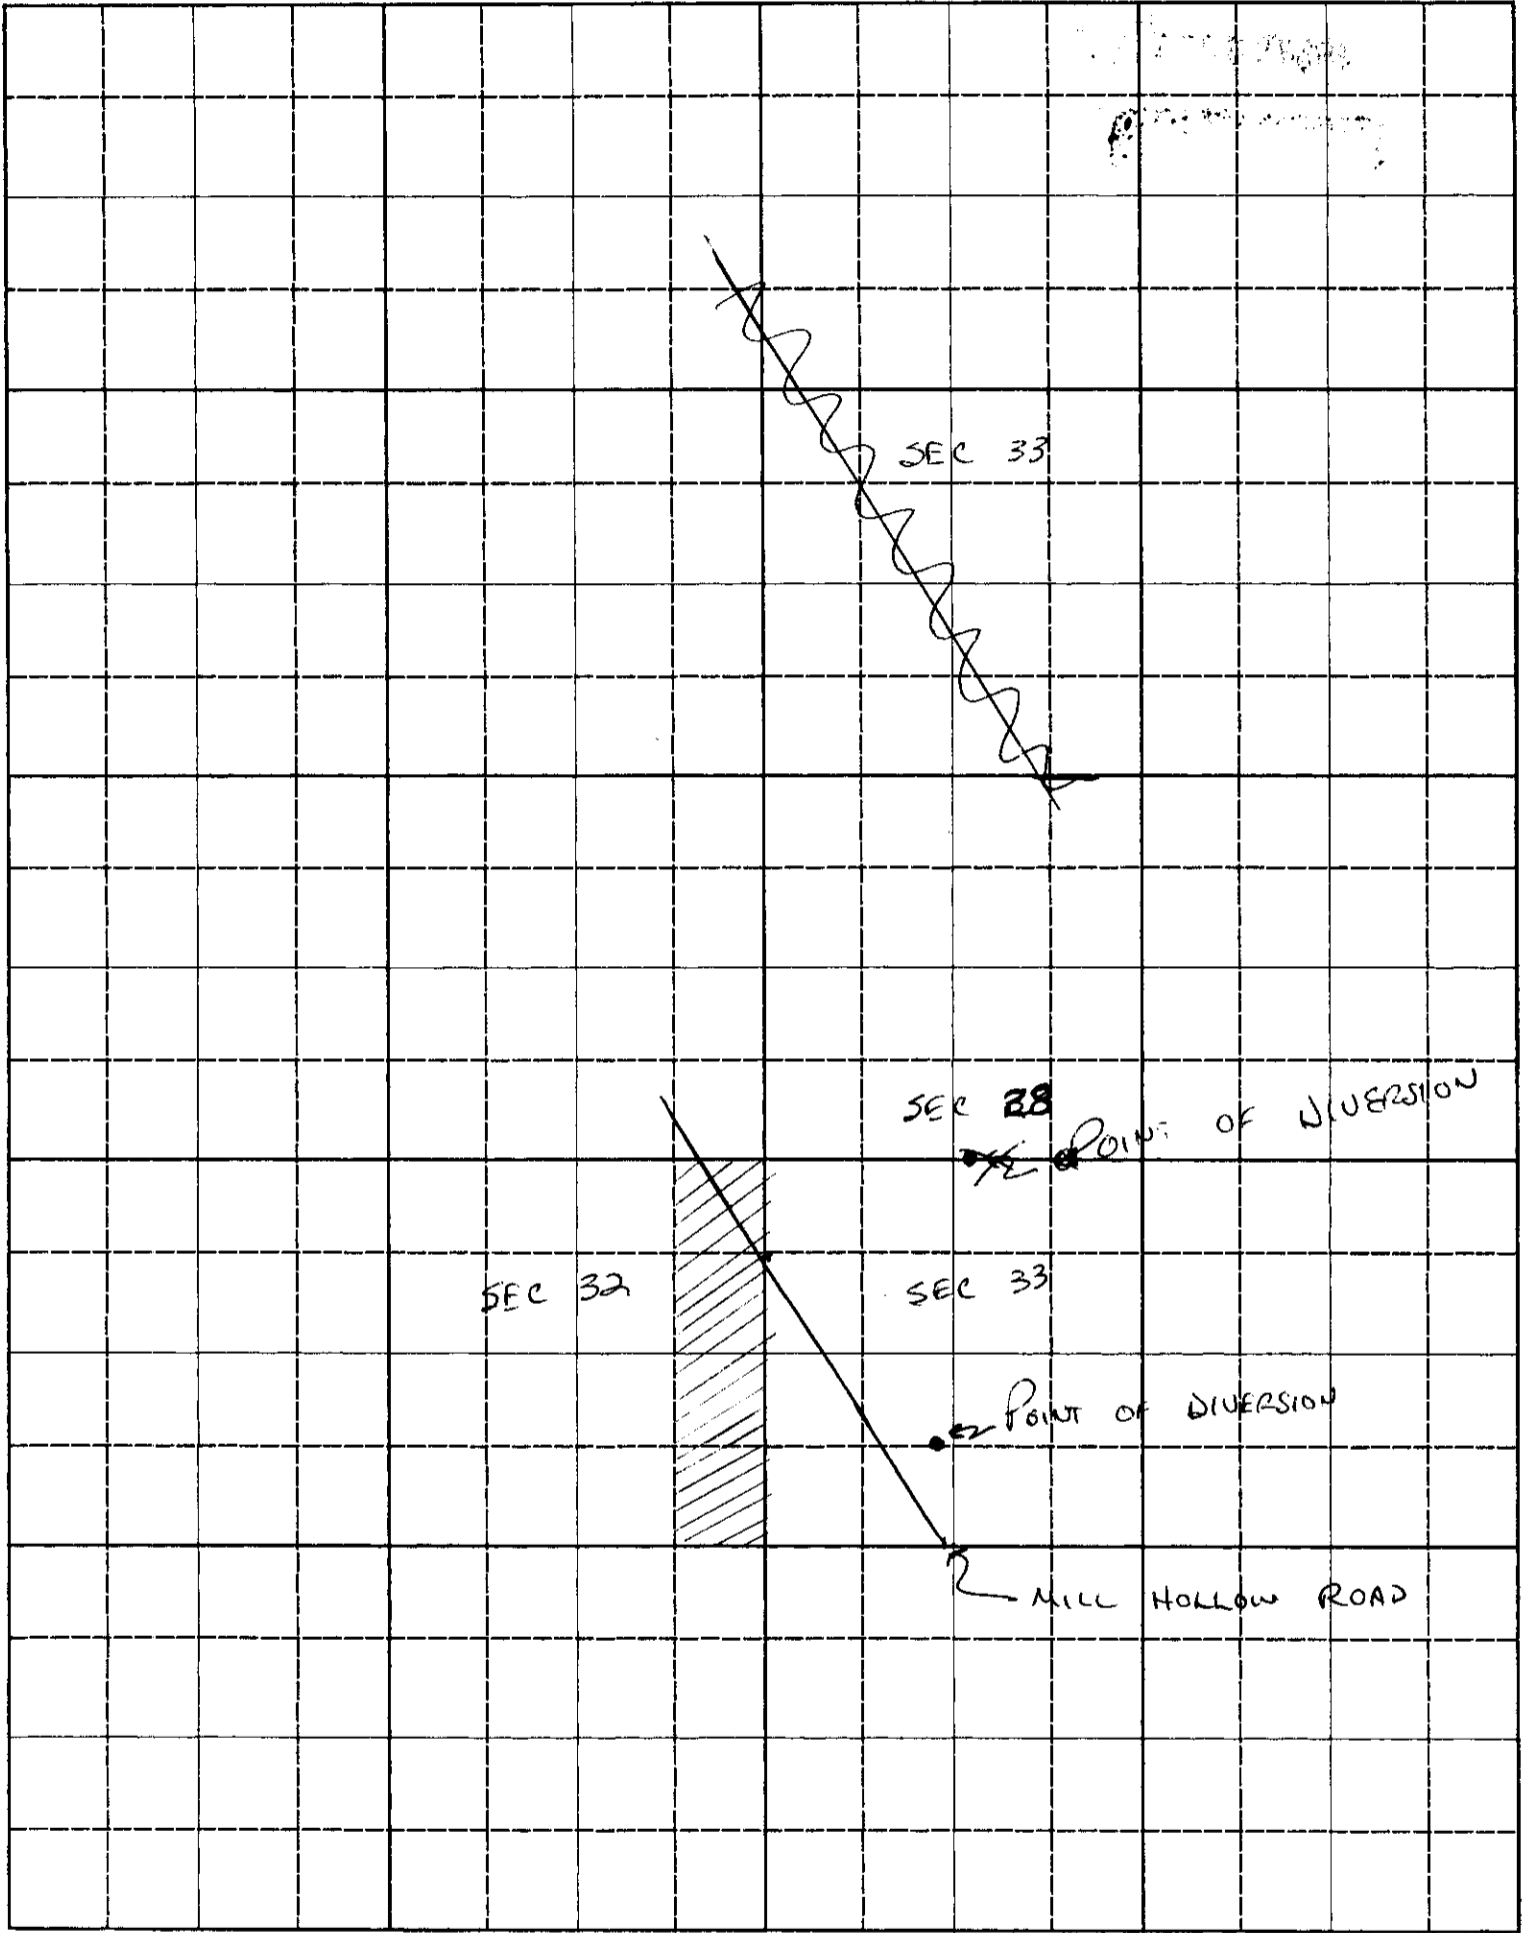 SEC 33
SEC 28
POINT OF DIVERSION
SEC 32
SEC 33
POINT OF DIVERSION
MILL HOLLOW ROAD